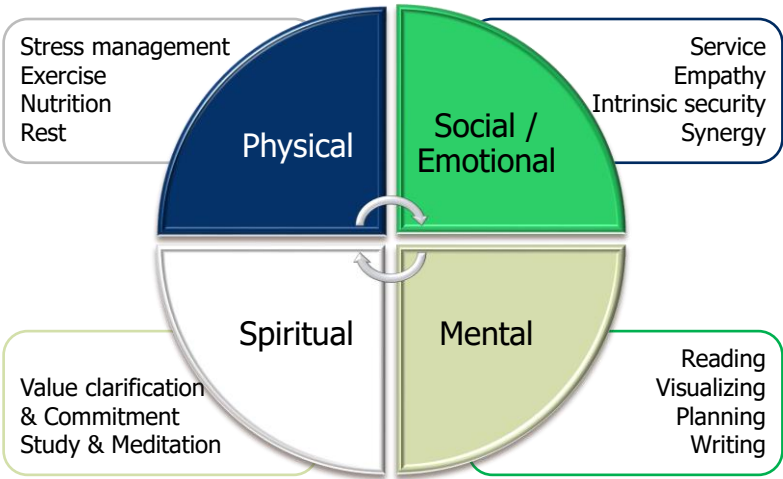 Stress management
Exercise
Nutrition
Rest
Physical
Social /
Emotional
Service
Empathy
Intrinsic security
Synergy
Spiritual
Mental
Value clarification
& Commitment
Study & Meditation
Reading
Visualizing
Planning
Writing